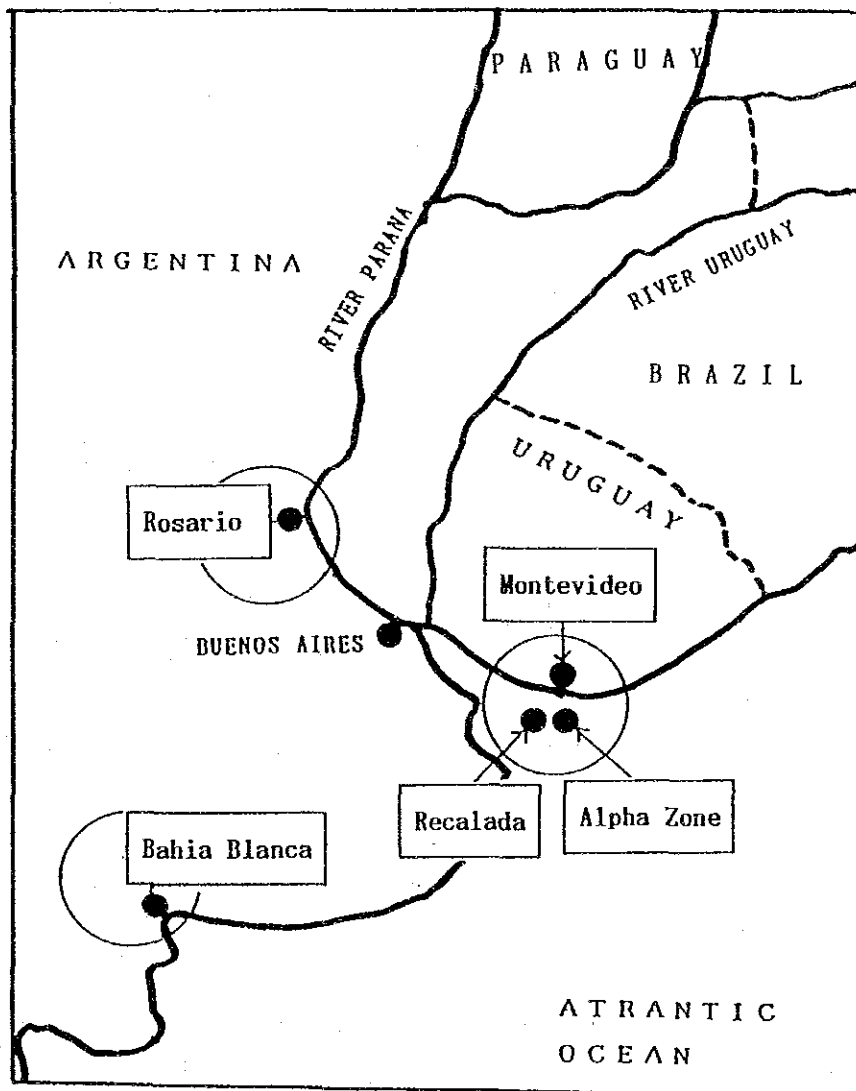 PARAGUAY
ARGENTINA
RIVER PARANA
RIVER URUGUAY
BRAZIL
URUGUAY
Rosario
Montevideo
BUENOS AIRES
Recalada
Alpha Zone
Bahia Blanca
ATRANTIC
OCEAN